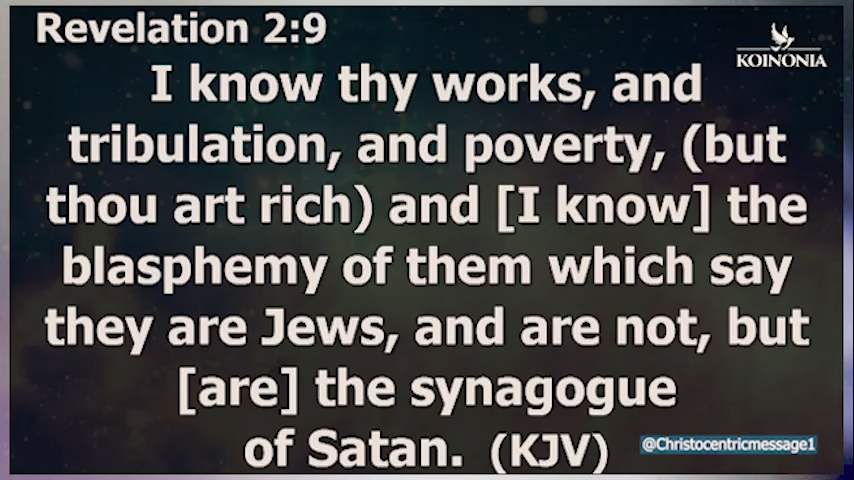 Revelation 2:9
KOINONIA
I know thy works, and
tribulation, and poverty, (but
thou art rich) and [I know] the
blasphemy of them which say
they are Jews, and are not, but
[are] the synagogue
of Satan. (KJV)
@Christocentricmessage1